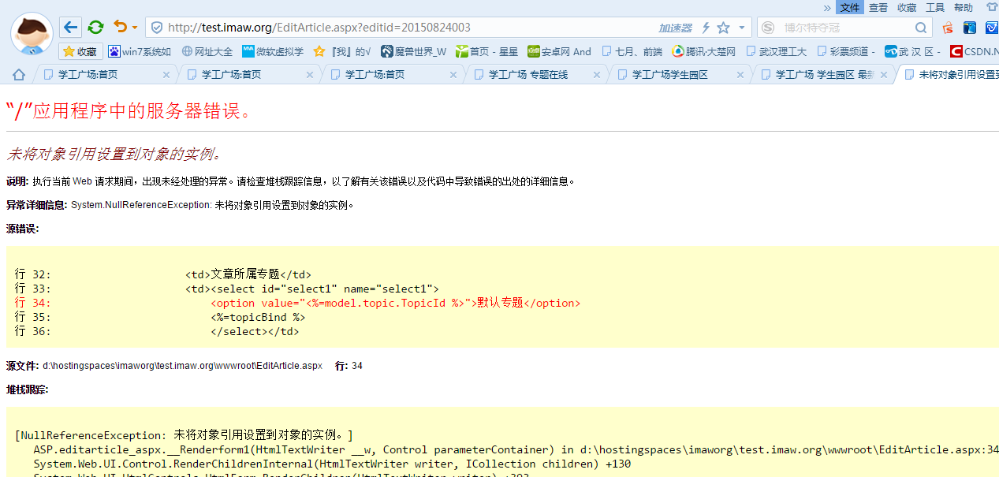 » 文件 查看 收藏 工具 帮助
http://test.imaw.org/EditArticle.aspx?editid=20150824003 加速器 博尔特夺冠
收藏 win7系统如 网址大全 微软虚拟学 『我』的√ 魔兽世界_W 首页 - 星星 安卓网 And 七月、前端 腾讯·大楚网 武汉理工大 彩票频道 - 武 汉 区 - CSDN.N
学工广场:首页 学工广场:首页 学工广场:首页 学工广场 专题在线 学工广场学生园区 学工广场 学生园区 最新 未将对象引用设置到
“/”应用程序中的服务器错误。
未将对象引用设置到对象的实例。
说明: 执行当前 Web 请求期间，出现未经处理的异常。请检查堆栈跟踪信息，以了解有关该错误以及代码中导致错误的出处的详细信息。
异常详细信息: System.NullReferenceException: 未将对象引用设置到对象的实例。
源错误:
行 32: <td>文章所属专题</td>
行 33: <td><select id="select1" name="select1">
行 34: <option value="<%=model.topic.TopicId %>">默认专题</option>
行 35: <%=topicBind %>
行 36: </select></td>
源文件: d:\hostingspaces\imaworg\test.imaw.org\wwwroot\EditArticle.aspx 行: 34
堆栈跟踪:
[NullReferenceException: 未将对象引用设置到对象的实例。]
ASP.editarticle_aspx.__Renderform1(HtmlTextWriter __w, Control parameterContainer) in d:\hostingspaces\imaworg\test.imaw.org\wwwroot\EditArticle.aspx:34
System.Web.UI.Control.RenderChildrenInternal(HtmlTextWriter writer, ICollection children) +130
System.Web.UI.HtmlControls.HtmlForm.RenderChildren(HtmlTextWriter writer)